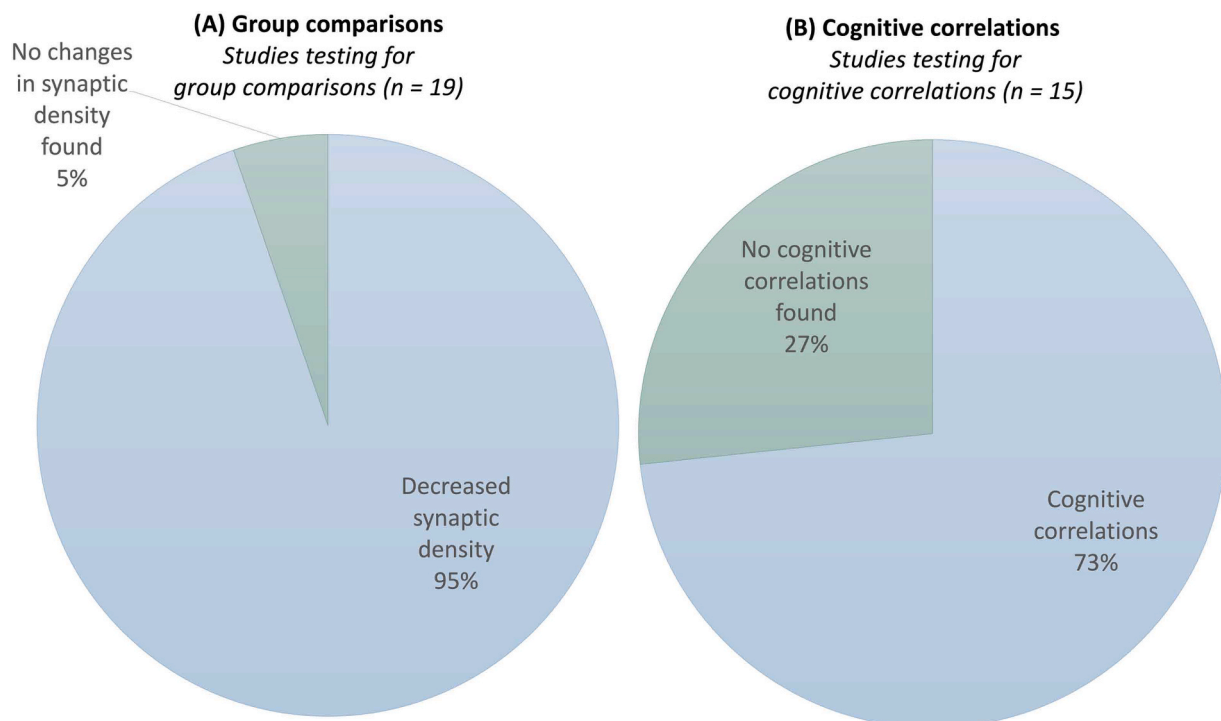 (A) Group comparisons
Studies testing for
group comparisons (n = 19)
No changes
in synaptic
density
found
5%
Decreased
synaptic
density
95%
(B) Cognitive correlations
Studies testing for
cognitive correlations (n = 15)
No cognitive
correlations
found
27%
Cognitive
correlations
73%